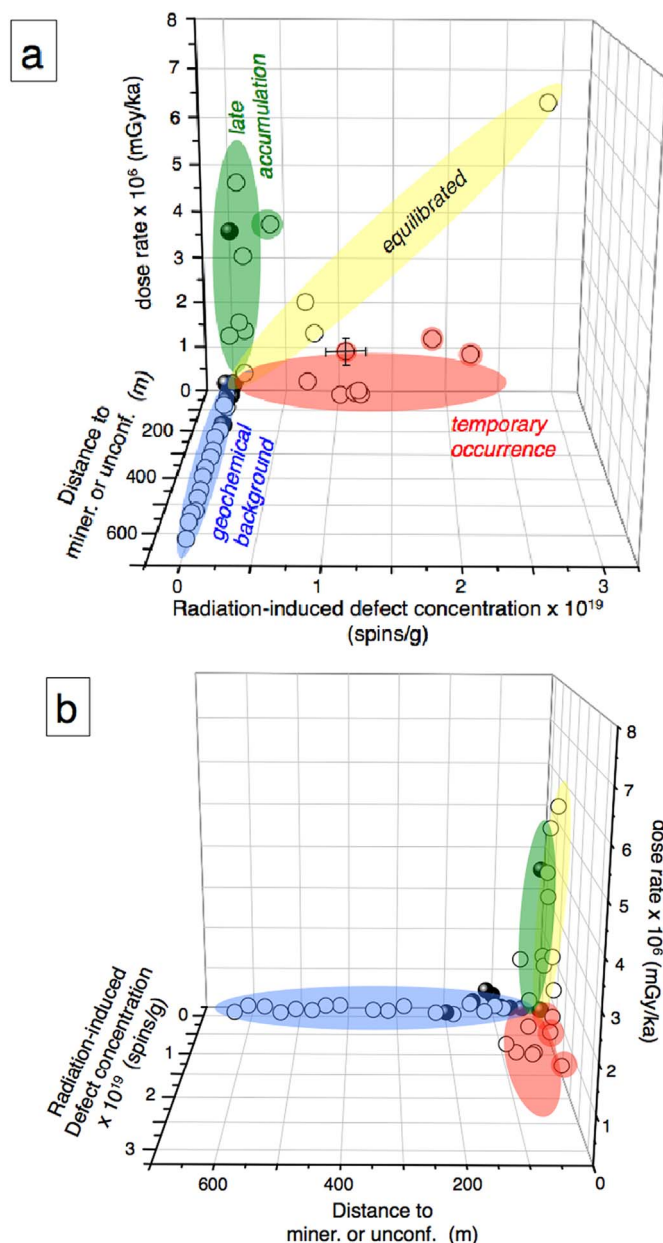 a
8
7
6
5
4
3
2
1
0
dose rate x 10⁶ (mGy/ka)
late
accumulation
equilibrated
temporary
occurrence
geochemical
background
200
400
600
Distance to
miner. or unconf. (m)
0
1
2
3
Radiation-induced defect concentration x 10¹⁹
(spins/g)
b
8
7
6
5
4
3
2
1
dose rate x 10⁶ (mGy/ka)
0
1
2
3
Radiation-induced
Defect concentration
x 10¹⁹ (spins/g)
600
400
200
0
Distance to
miner. or unconf. (m)